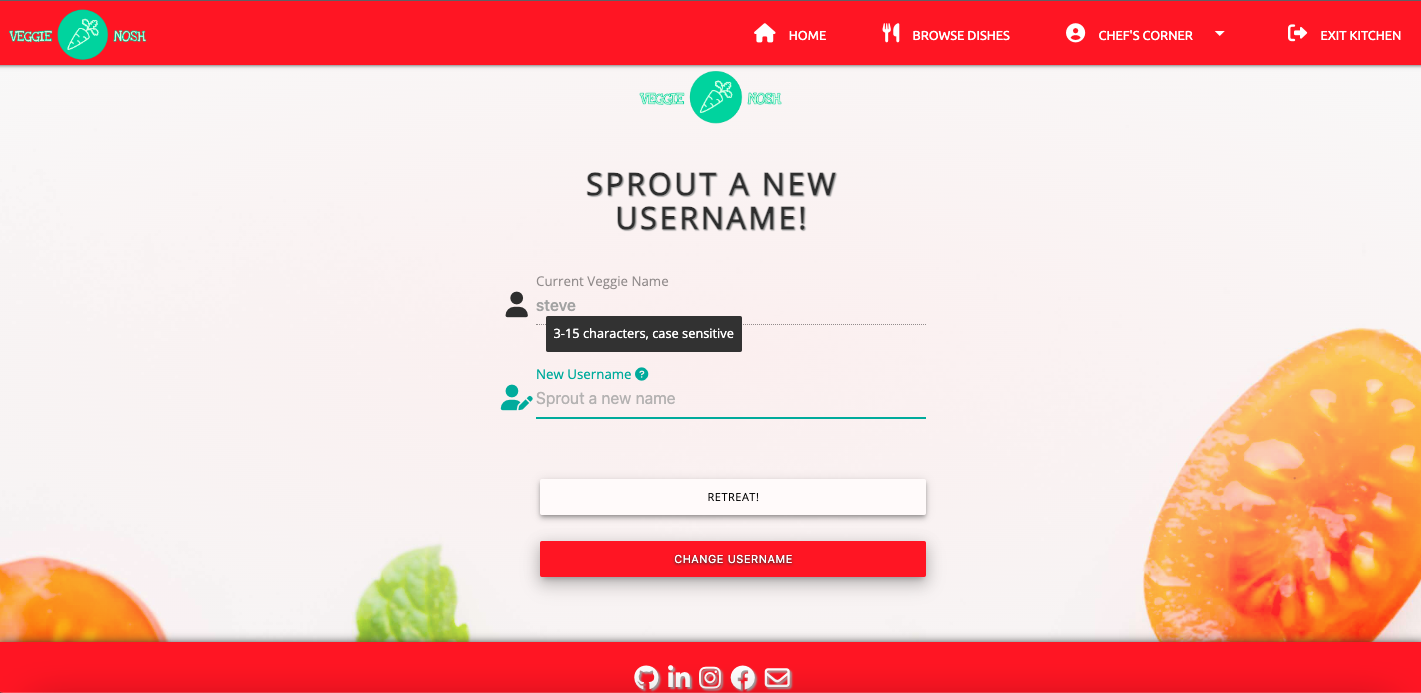 VEGGIE NOSH
HOME
BROWSE DISHES
CHEF'S CORNER
EXIT KITCHEN
VEGGIE NOSH
SPROUT A NEW
USERNAME!
Current Veggie Name
steve
3-15 characters, case sensitive
New Username ?
Sprout a new name
RETREAT!
CHANGE USERNAME
in